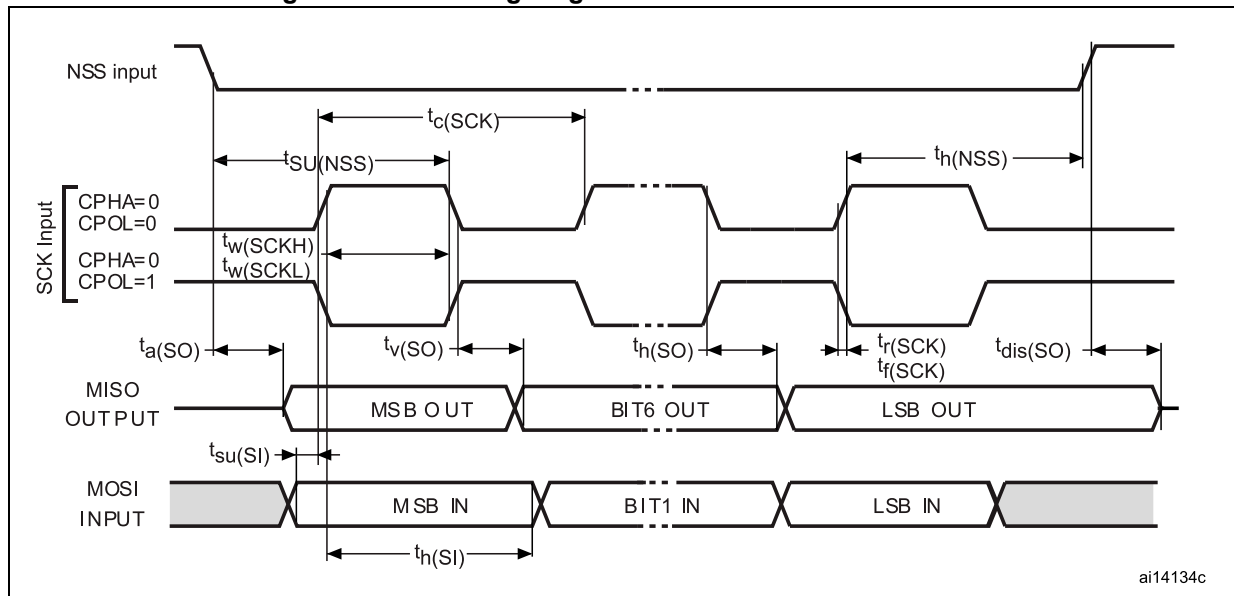 NSS input
tc(SCK)
tSU(NSS)
th(NSS)
SCK Input
CPHA=0
CPOL=0
tw(SCKH)
CPHA=0
tw(SCKL)
CPOL=1
ta(SO)
tv(SO)
th(SO)
tr(SCK)
tf(SCK)
tdis(SO)
MISO
OUTPUT
MSB OUT
BIT6 OUT
LSB OUT
tsu(SI)
MOSI
INPUT
MSB IN
BIT1 IN
LSB IN
th(SI)
ai14134c